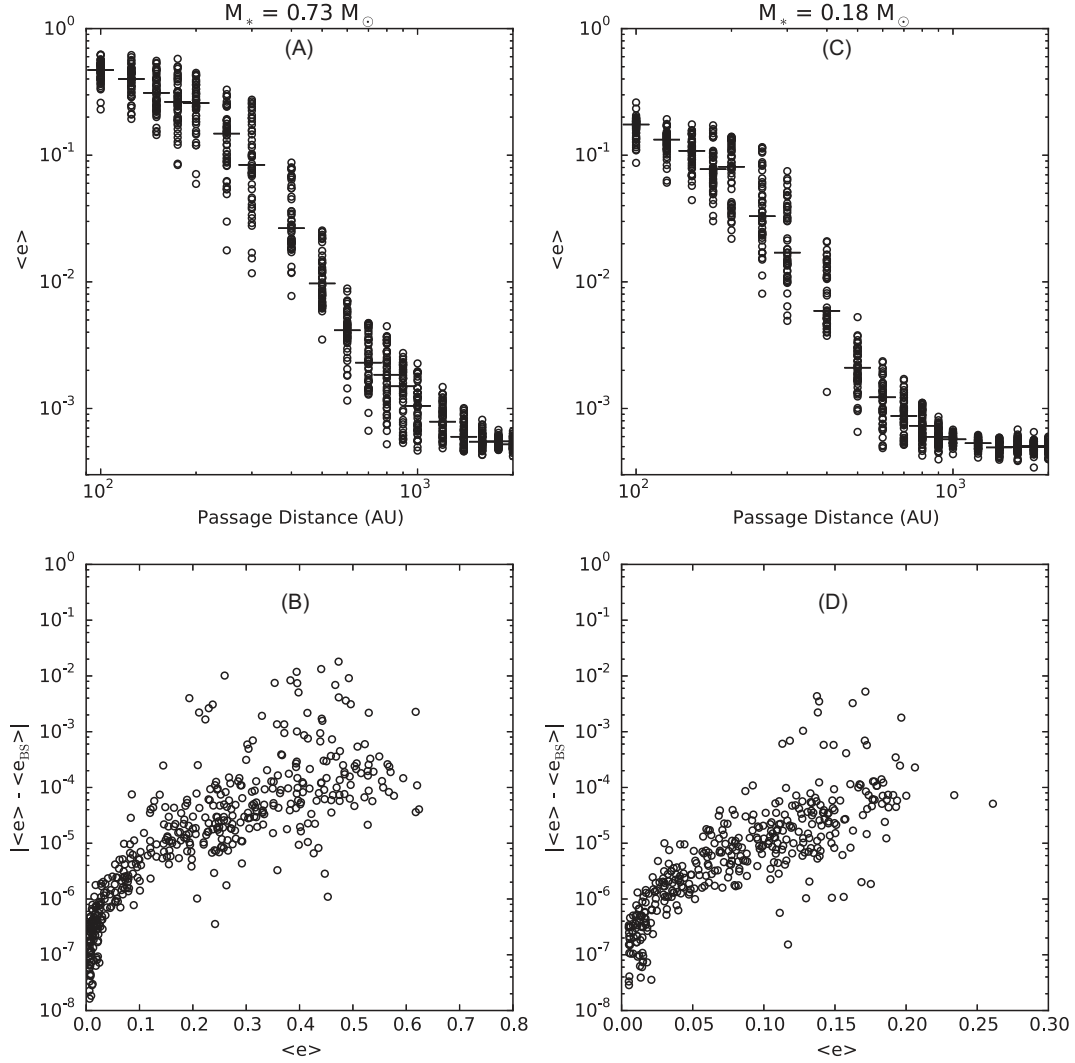 M_* = 0.73 M_⊙
M_* = 0.18 M_⊙
(A)
10^0
10^-1
10^-2
10^-3
<e>
10^2
10^3
Passage Distance (AU)
(C)
10^0
10^-1
10^-2
10^-3
<e>
10^2
10^3
Passage Distance (AU)
(B)
10^0
10^-1
10^-2
10^-3
10^-4
10^-5
10^-6
10^-7
10^-8
|<e> - <e_BS>|
0.0 0.1 0.2 0.3 0.4 0.5 0.6 0.7 0.8
<e>
(D)
10^0
10^-1
10^-2
10^-3
10^-4
10^-5
10^-6
10^-7
10^-8
|<e> - <e_BS>|
0.00 0.05 0.10 0.15 0.20 0.25 0.30
<e>